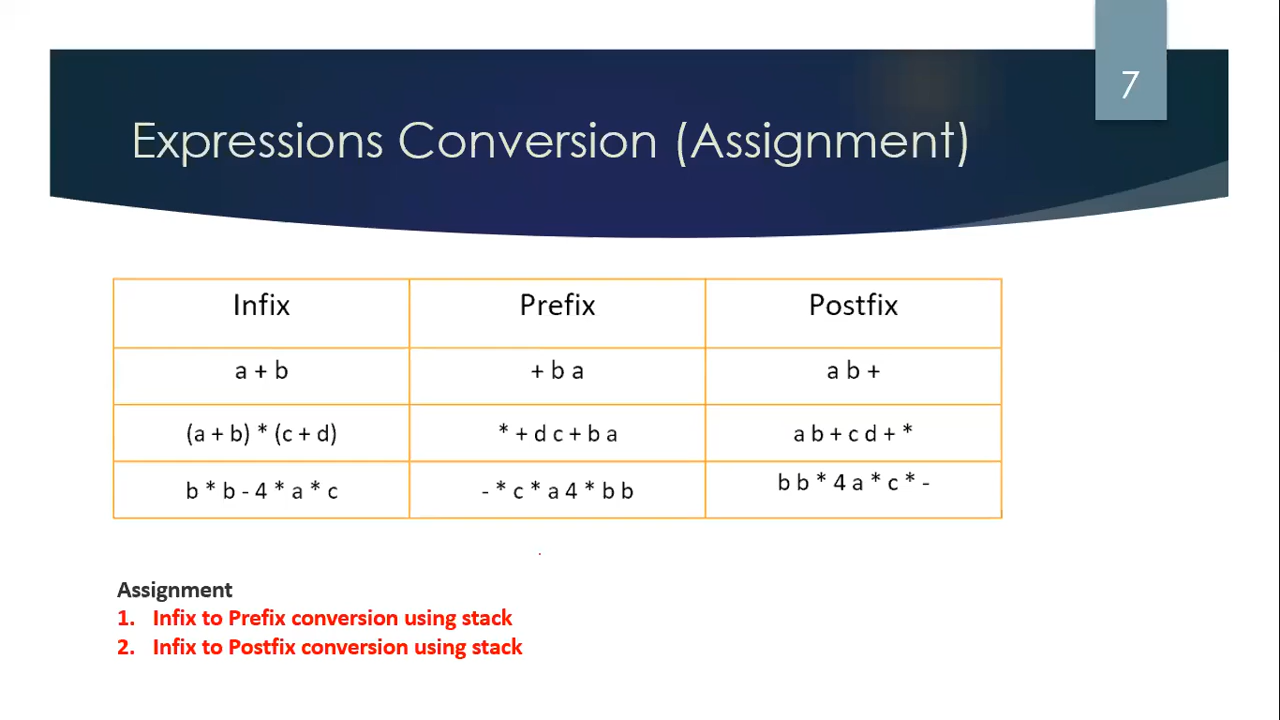 7
Expressions Conversion (Assignment)
Infix Prefix Postfix
a + b + b a a b +
(a + b) * (c + d) * + d c + b a a b + c d + *
b * b - 4 * a * c - * c * a 4 * b b b b * 4 a * c * -
Assignment
1. Infix to Prefix conversion using stack
2. Infix to Postfix conversion using stack